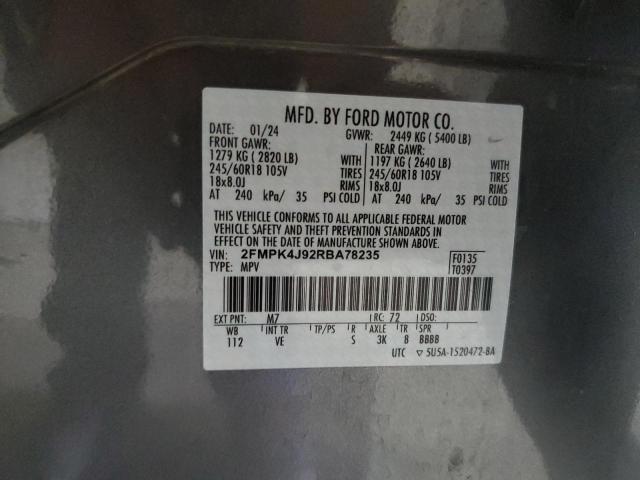 MFD. BY FORD MOTOR CO.
DATE: 01/24 GVWR: 2449 KG ( 5400 LB)
FRONT GAWR: REAR GAWR:
1279 KG ( 2820 LB) WITH 1197 KG ( 2640 LB) WITH
245/60R18 105V TIRES 245/60R18 105V TIRES
18x8.0J RIMS 18x8.0J RIMS
AT 240 kPa/ 35 PSI COLD AT 240 kPa/ 35 PSI COLD
THIS VEHICLE CONFORMS TO ALL APPLICABLE FEDERAL MOTOR
VEHICLE SAFETY AND THEFT PREVENTION STANDARDS IN
EFFECT ON THE DATE OF MANUFACTURE SHOWN ABOVE.
VIN: 2FMPK4J92RBA78235 F0135
TYPE: MPV T0397
EXT PNT: M7 RC: 72 DSO:
WB INT TR TP/PS R AXLE TR SPR
112 VE S 3K 8 BBBB
UTC ▽ 5U5A-1520472-BA